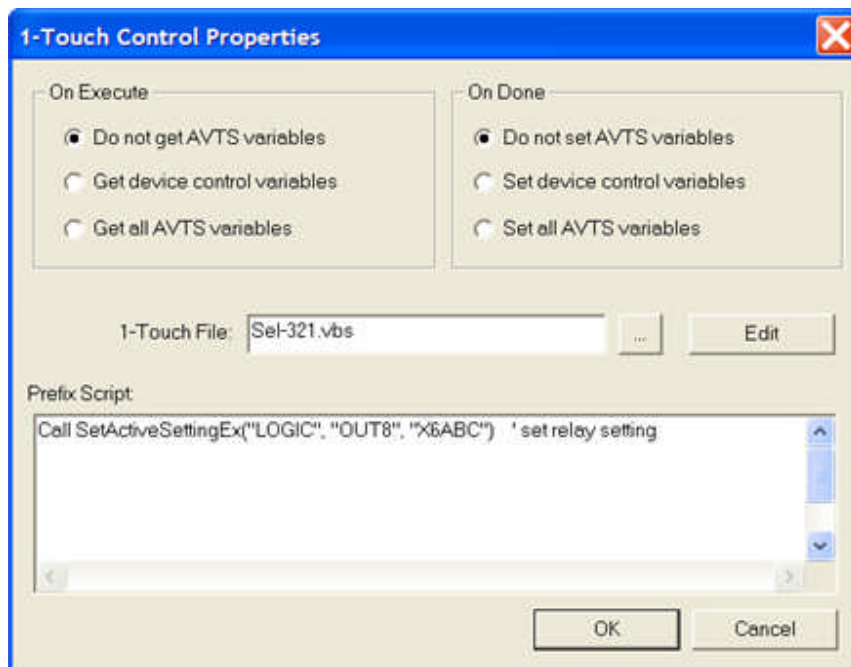 1-Touch Control Properties
On Execute
Do not get AVTS variables
Get device control variables
Get all AVTS variables
On Done
Do not set AVTS variables
Set device control variables
Set all AVTS variables
1-Touch File: Sel-321.vbs ... Edit
Prefix Script:
Call SetActiveSettingEx("LOGIC", "OUT8", "X6ABC") ' set relay setting
OK Cancel